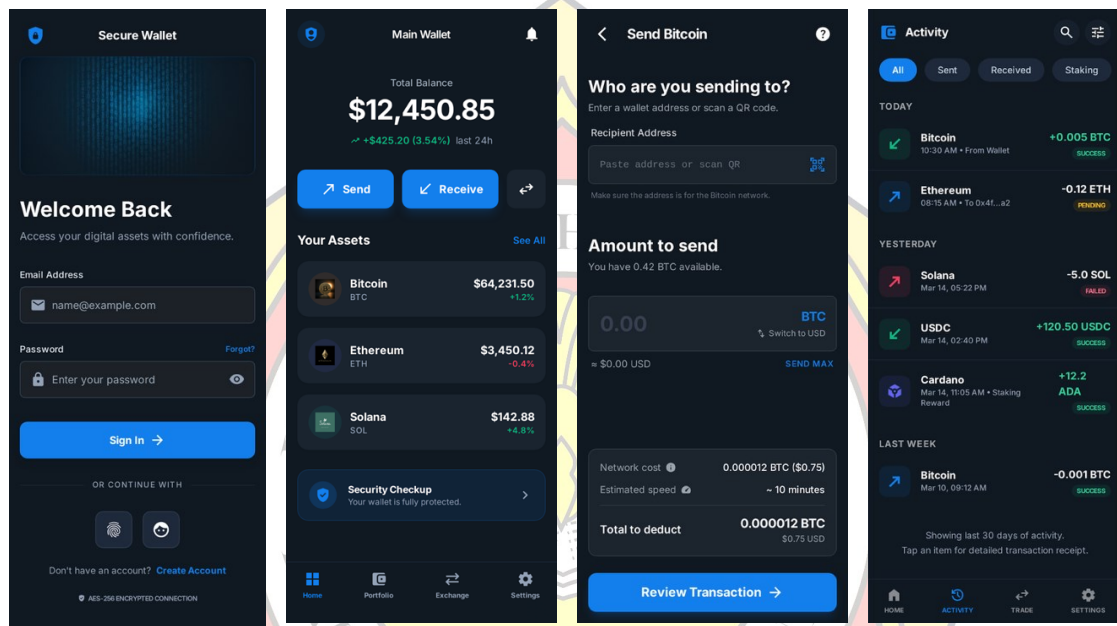 Secure Wallet
Welcome Back
Access your digital assets with confidence.
Email Address
name@example.com
Password Forgot?
Enter your password
Sign In →
OR CONTINUE WITH
Don't have an account? Create Account
AES-256 ENCRYPTED CONNECTION
Main Wallet
Total Balance
$12,450.85
+$425.20 (3.54%) last 24h
Send Receive
Your Assets See All
Bitcoin $64,231.50
BTC +1.2%
Ethereum $3,450.12
ETH -0.4%
Solana $142.88
SOL +4.8%
Security Checkup
Your wallet is fully protected.
Home Portfolio Exchange Settings
Send Bitcoin
Who are you sending to?
Enter a wallet address or scan a QR code.
Recipient Address
Paste address or scan QR
Make sure the address is for the Bitcoin network.
Amount to send
You have 0.42 BTC available.
0.00 BTC
Switch to USD
≈ $0.00 USD SEND MAX
Network cost 0.000012 BTC ($0.75)
Estimated speed ~ 10 minutes
Total to deduct 0.000012 BTC
$0.75 USD
Review Transaction →
Activity
All Sent Received Staking
TODAY
Bitcoin +0.005 BTC
10:30 AM • From Wallet SUCCESS
Ethereum -0.12 ETH
08:15 AM • To 0x4f...a2 PENDING
YESTERDAY
Solana -5.0 SOL
Mar 14, 05:22 PM FAILED
USDC +120.50 USDC
Mar 14, 02:40 PM SUCCESS
Cardano +12.2
Mar 14, 11:05 AM • Staking ADA
Reward SUCCESS
LAST WEEK
Bitcoin -0.001 BTC
Mar 10, 09:12 AM SUCCESS
Showing last 30 days of activity.
Tap an item for detailed transaction receipt.
HOME ACTIVITY TRADE SETTINGS